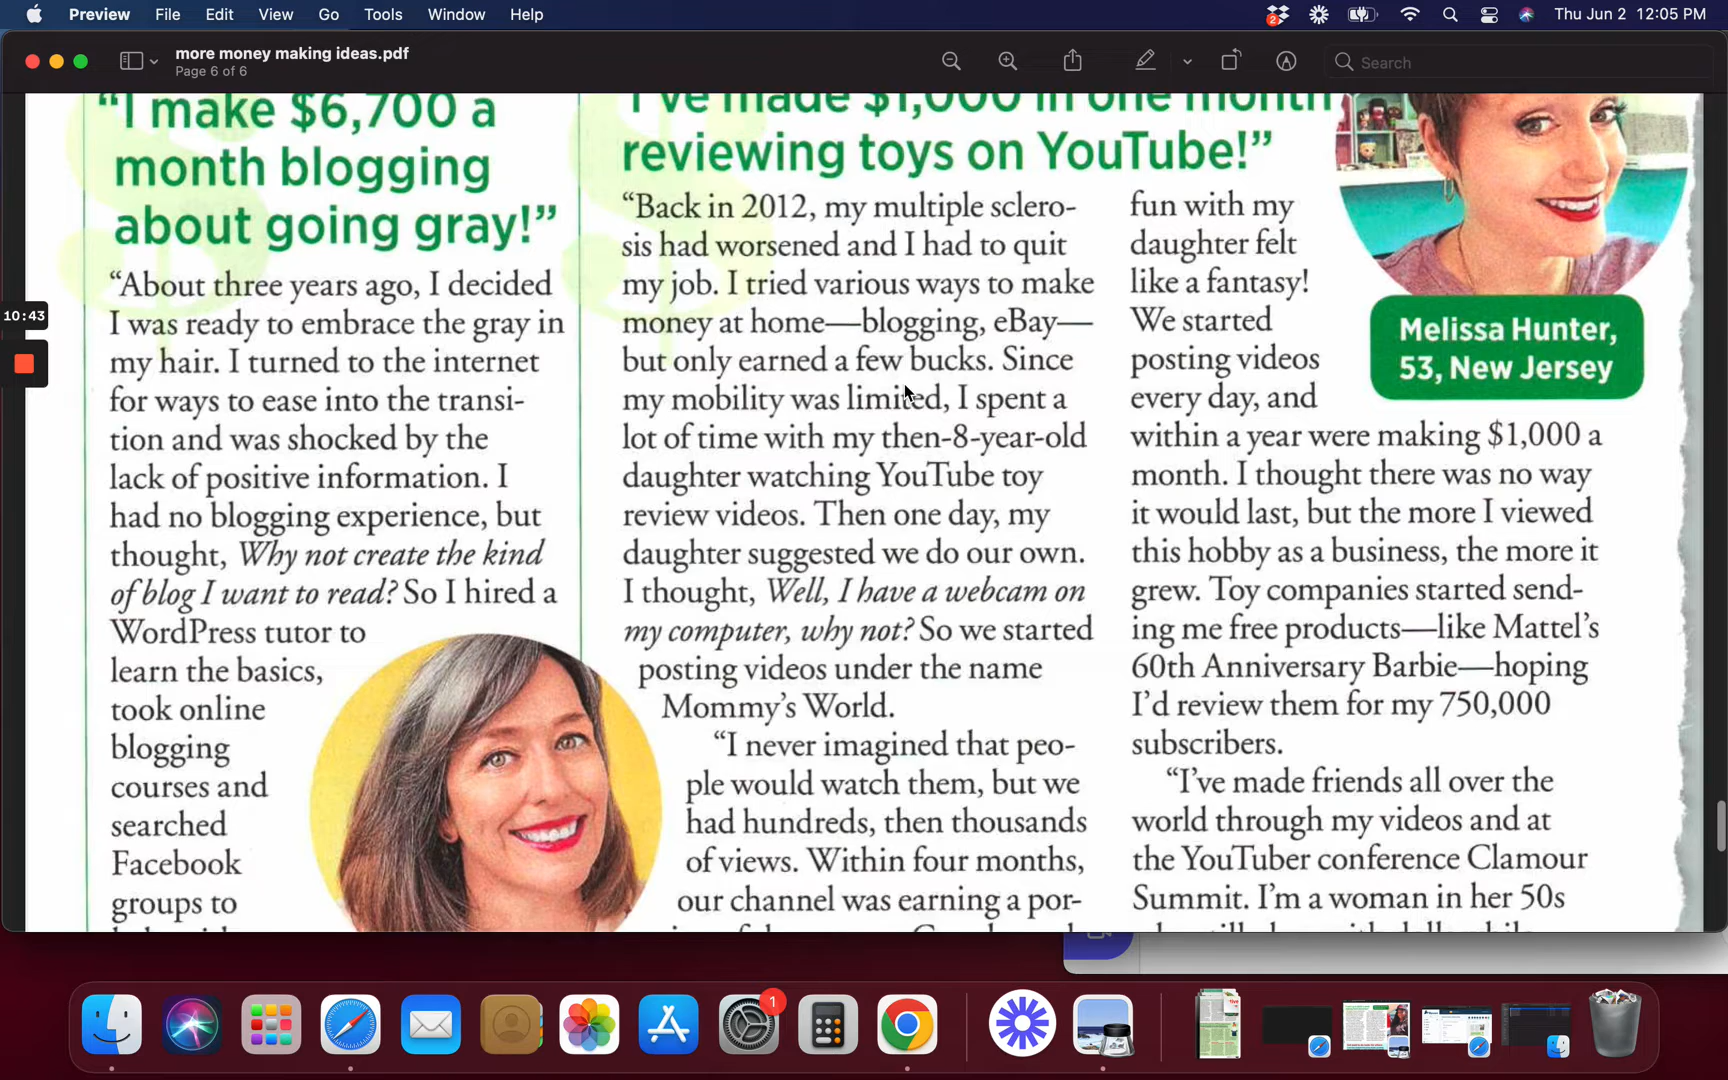 Preview File Edit View Go Tools Window Help
2
Thu Jun 2 12:05 PM
more money making ideas.pdf
Page 6 of 6
Search
10:43
“I make $6,700 a
month blogging
about going gray!”
“About three years ago, I decided
I was ready to embrace the gray in
my hair. I turned to the internet
for ways to ease into the transi-
tion and was shocked by the
lack of positive information. I
had no blogging experience, but
thought, Why not create the kind
of blog I want to read? So I hired a
WordPress tutor to
learn the basics,
took online
blogging
courses and
searched
Facebook
groups to
I’ve made $1,000 in one month
reviewing toys on YouTube!”
“Back in 2012, my multiple sclero-
sis had worsened and I had to quit
my job. I tried various ways to make
money at home—blogging, eBay—
but only earned a few bucks. Since
my mobility was limited, I spent a
lot of time with my then-8-year-old
daughter watching YouTube toy
review videos. Then one day, my
daughter suggested we do our own.
I thought, Well, I have a webcam on
my computer, why not? So we started
posting videos under the name
Mommy’s World.
“I never imagined that peo-
ple would watch them, but we
had hundreds, then thousands
of views. Within four months,
our channel was earning a por-
fun with my
daughter felt
like a fantasy!
We started
posting videos
every day, and
within a year were making $1,000 a
month. I thought there was no way
it would last, but the more I viewed
this hobby as a business, the more it
grew. Toy companies started send-
ing me free products—like Mattel’s
60th Anniversary Barbie—hoping
I’d review them for my 750,000
subscribers.
“I’ve made friends all over the
world through my videos and at
the YouTuber conference Clamour
Summit. I’m a woman in her 50s
Melissa Hunter,
53, New Jersey
1